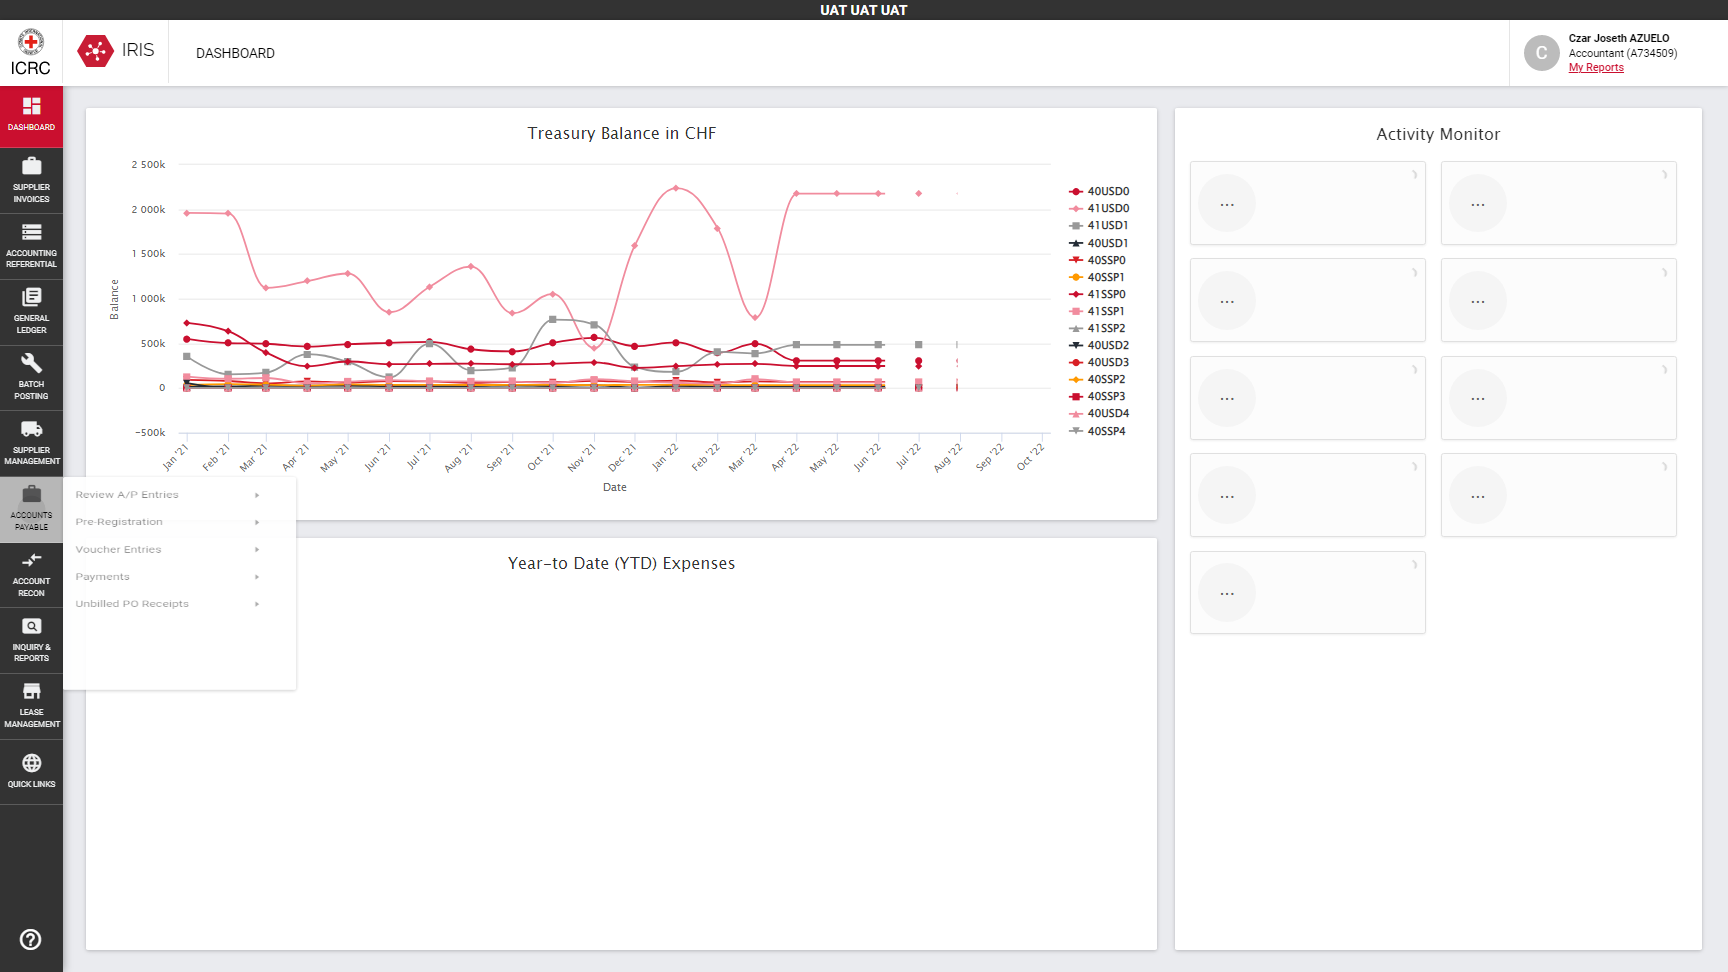 UAT UAT UAT
ICRC
IRIS
DASHBOARD
C
Czar Joseth AZUELO
Accountant (A734509)
My Reports
DASHBOARD
SUPPLIER
INVOICES
ACCOUNTING
REFERENTIAL
GENERAL
LEDGER
BATCH
POSTING
SUPPLIER
MANAGEMENT
ACCOUNTS
PAYABLE
ACCOUNT
RECON
INQUIRY &
REPORTS
LEASE
MANAGEMENT
QUICK LINKS
Review A/P Entries
Pre-Registration
Voucher Entries
Payments
Unbilled PO Receipts
Treasury Balance in CHF
2 500k
2 000k
1 500k
1 000k
500k
0
-500k
Balance
Jan '21
Feb '21
Mar '21
Apr '21
May '21
Jun '21
Jul '21
Aug '21
Sep '21
Oct '21
Nov '21
Dec '21
Jan '22
Feb '22
Mar '22
Apr '22
May '22
Jun '22
Jul '22
Aug '22
Sep '22
Oct '22
Date
40USD0
41USD0
41USD1
40USD1
40SSP0
40SSP1
41SSP0
41SSP1
41SSP2
40USD2
40USD3
40SSP2
40SSP3
40USD4
40SSP4
Year-to Date (YTD) Expenses
Activity Monitor
...
...
...
...
...
...
...
...
...